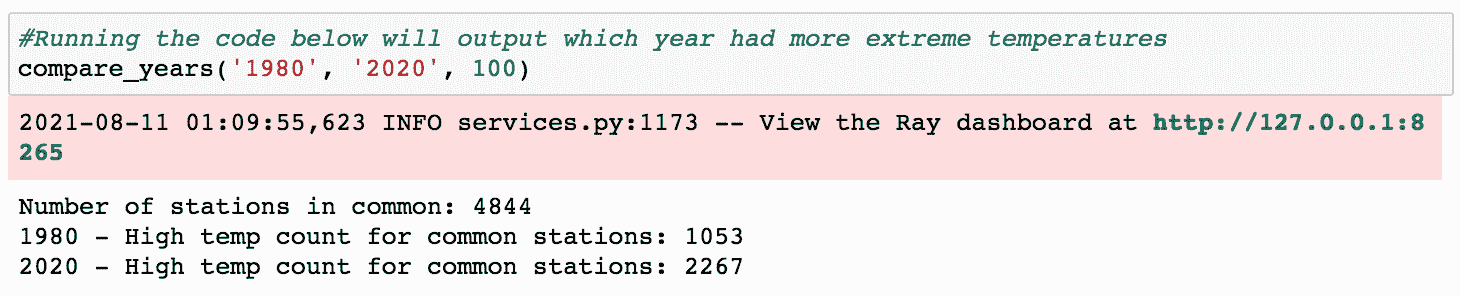 #Running the code below will output which year had more extreme temperatures
compare_years('1980', '2020', 100)
2021-08-11 01:09:55,623 INFO services.py:1173 -- View the Ray dashboard at http://127.0.0.1:8
265
Number of stations in common: 4844
1980 - High temp count for common stations: 1053
2020 - High temp count for common stations: 2267